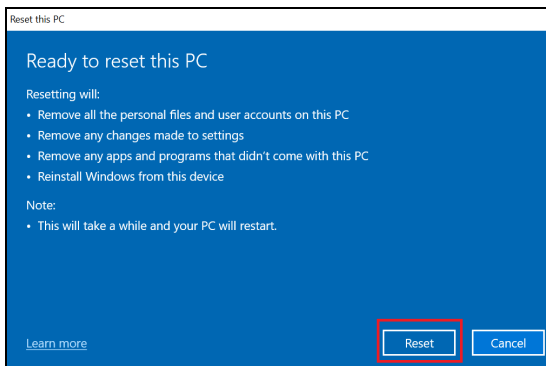 Reset this PC
Ready to reset this PC
Resetting will:
• Remove all the personal files and user accounts on this PC
• Remove any changes made to settings
• Remove any apps and programs that didn’t come with this PC
• Reinstall Windows from this device
Note:
• This will take a while and your PC will restart.
Learn more
Reset
Cancel